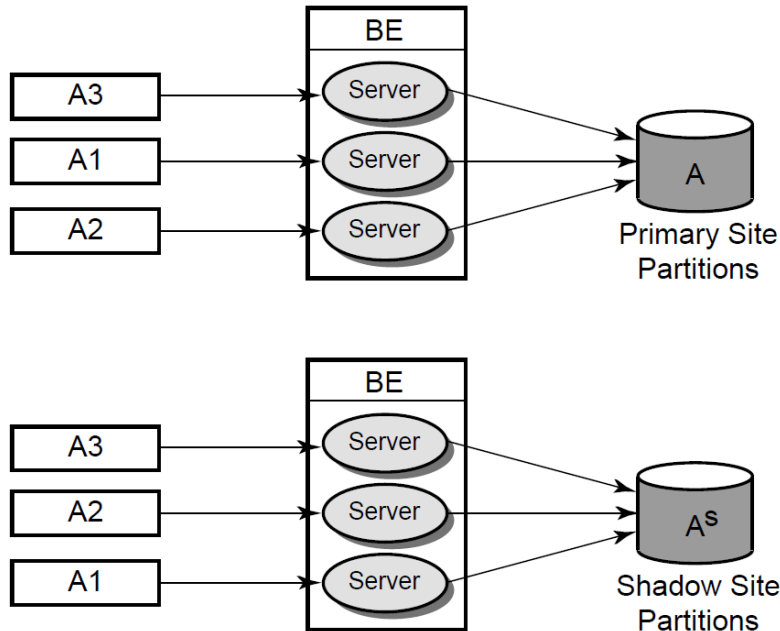 BE
A3
Server
A1
Server
A
A2
Server
Primary Site
Partitions
BE
A3
Server
A2
Server
Aˢ
A1
Server
Shadow Site
Partitions